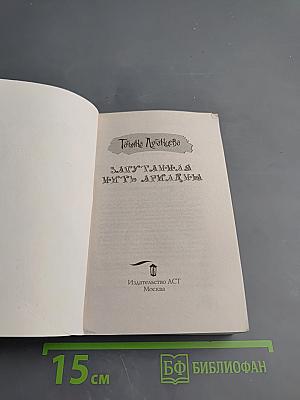 Татьяна Луганцева
ЗАПУТАННАЯ
НИТЬ АРИАДНЫ
Издательство АСТ
Москва
15 см
БФ БИБЛИОФАН